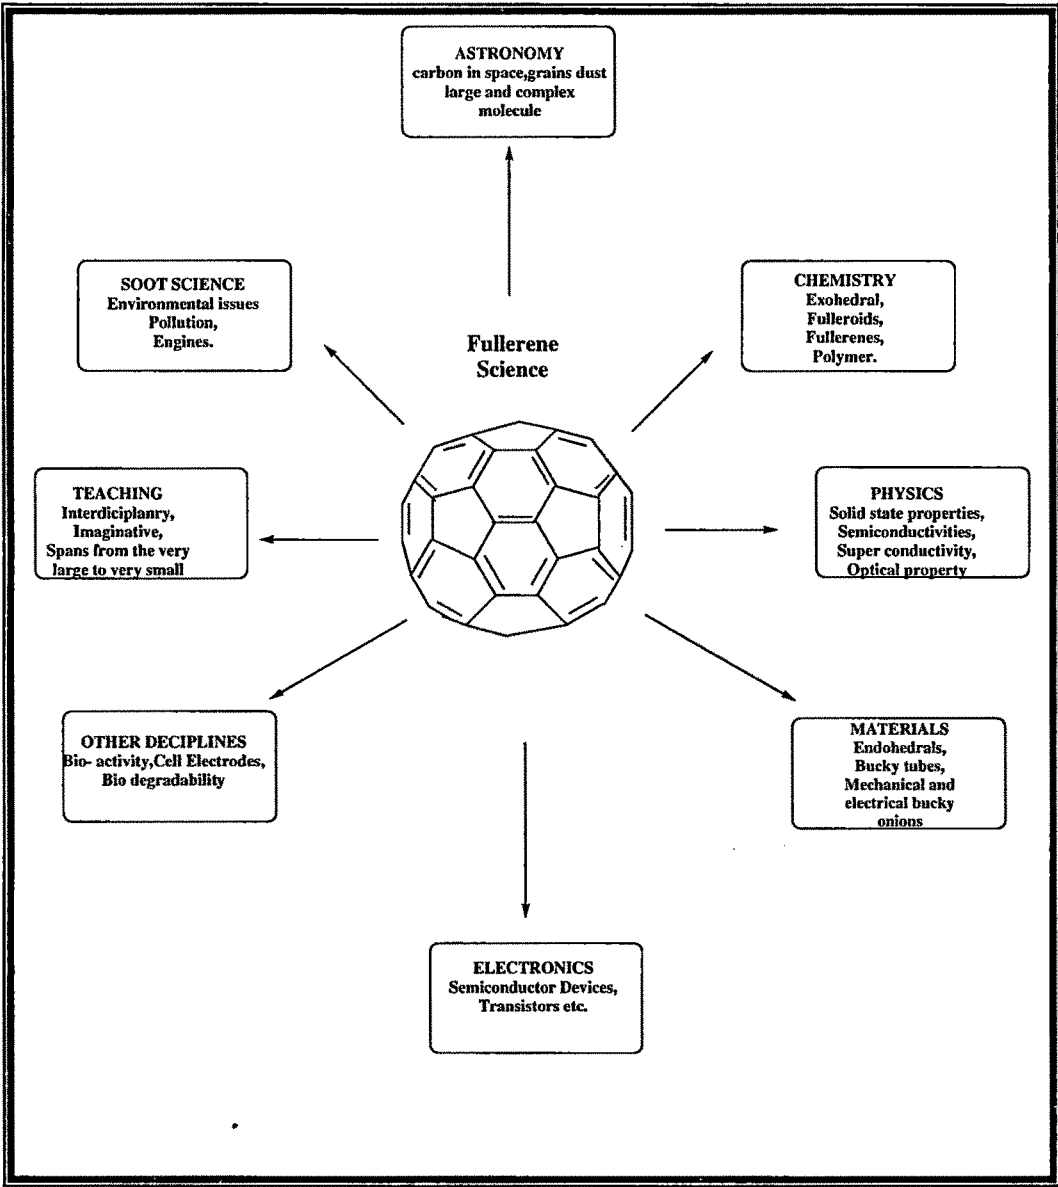 ASTRONOMY
carbon in space,grains dust
large and complex
molecule
SOOT SCIENCE
Environmental issues
Pollution,
Engines.
Fullerene
Science
CHEMISTRY
Exohedral,
Fulleroids,
Fullerenes,
Polymer.
TEACHING
Interdiciplanry,
Imaginative,
Spans from the very
large to very small
PHYSICS
Solid state properties,
Semiconductivities,
Super conductivity,
Optical property
OTHER DECIPLINES
Bio- activity,Cell Electrodes,
Bio degradability
MATERIALS
Endohedrals,
Bucky tubes,
Mechanical and
electrical bucky
onions
ELECTRONICS
Semiconductor Devices,
Transistors etc.